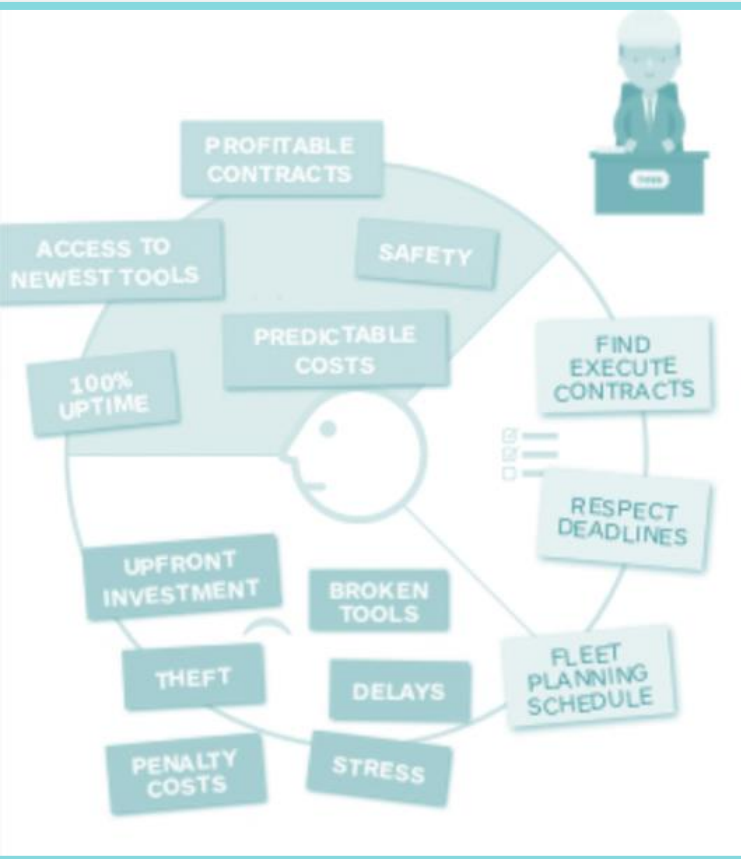 PROFITABLE
CONTRACTS
ACCESS TO
NEWEST TOOLS
SAFETY
PREDICTABLE
COSTS
100%
UPTIME
FIND
EXECUTE
CONTRACTS
RESPECT
DEADLINES
FLEET
PLANNING
SCHEDULE
UPFRONT
INVESTMENT
BROKEN
TOOLS
THEFT
DELAYS
PENALTY
COSTS
STRESS